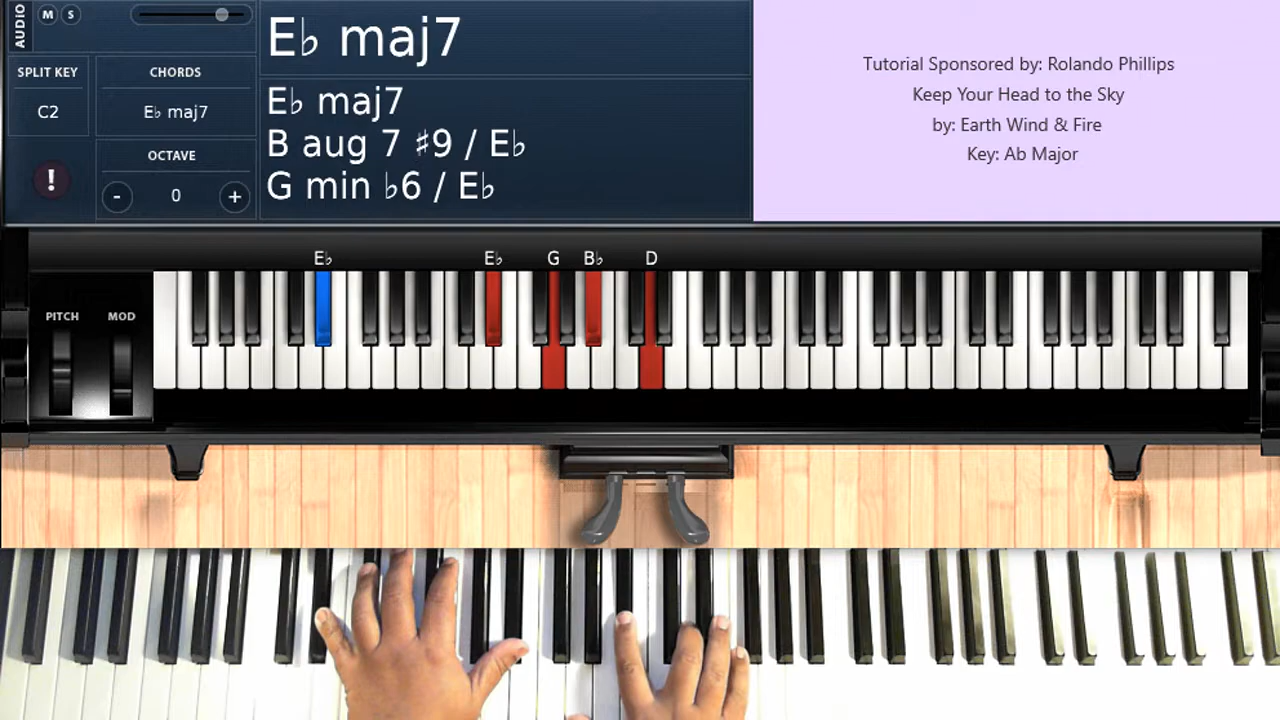 AUDIO
M S
SPLIT KEY
C2
CHORDS
E♭ maj7
OCTAVE
- 0 +
!
E♭ maj7
E♭ maj7
B aug 7 ♯9 / E♭
G min ♭6 / E♭
Tutorial Sponsored by: Rolando Phillips
Keep Your Head to the Sky
by: Earth Wind & Fire
Key: Ab Major
E♭ E♭ G B♭ D
PITCH MOD